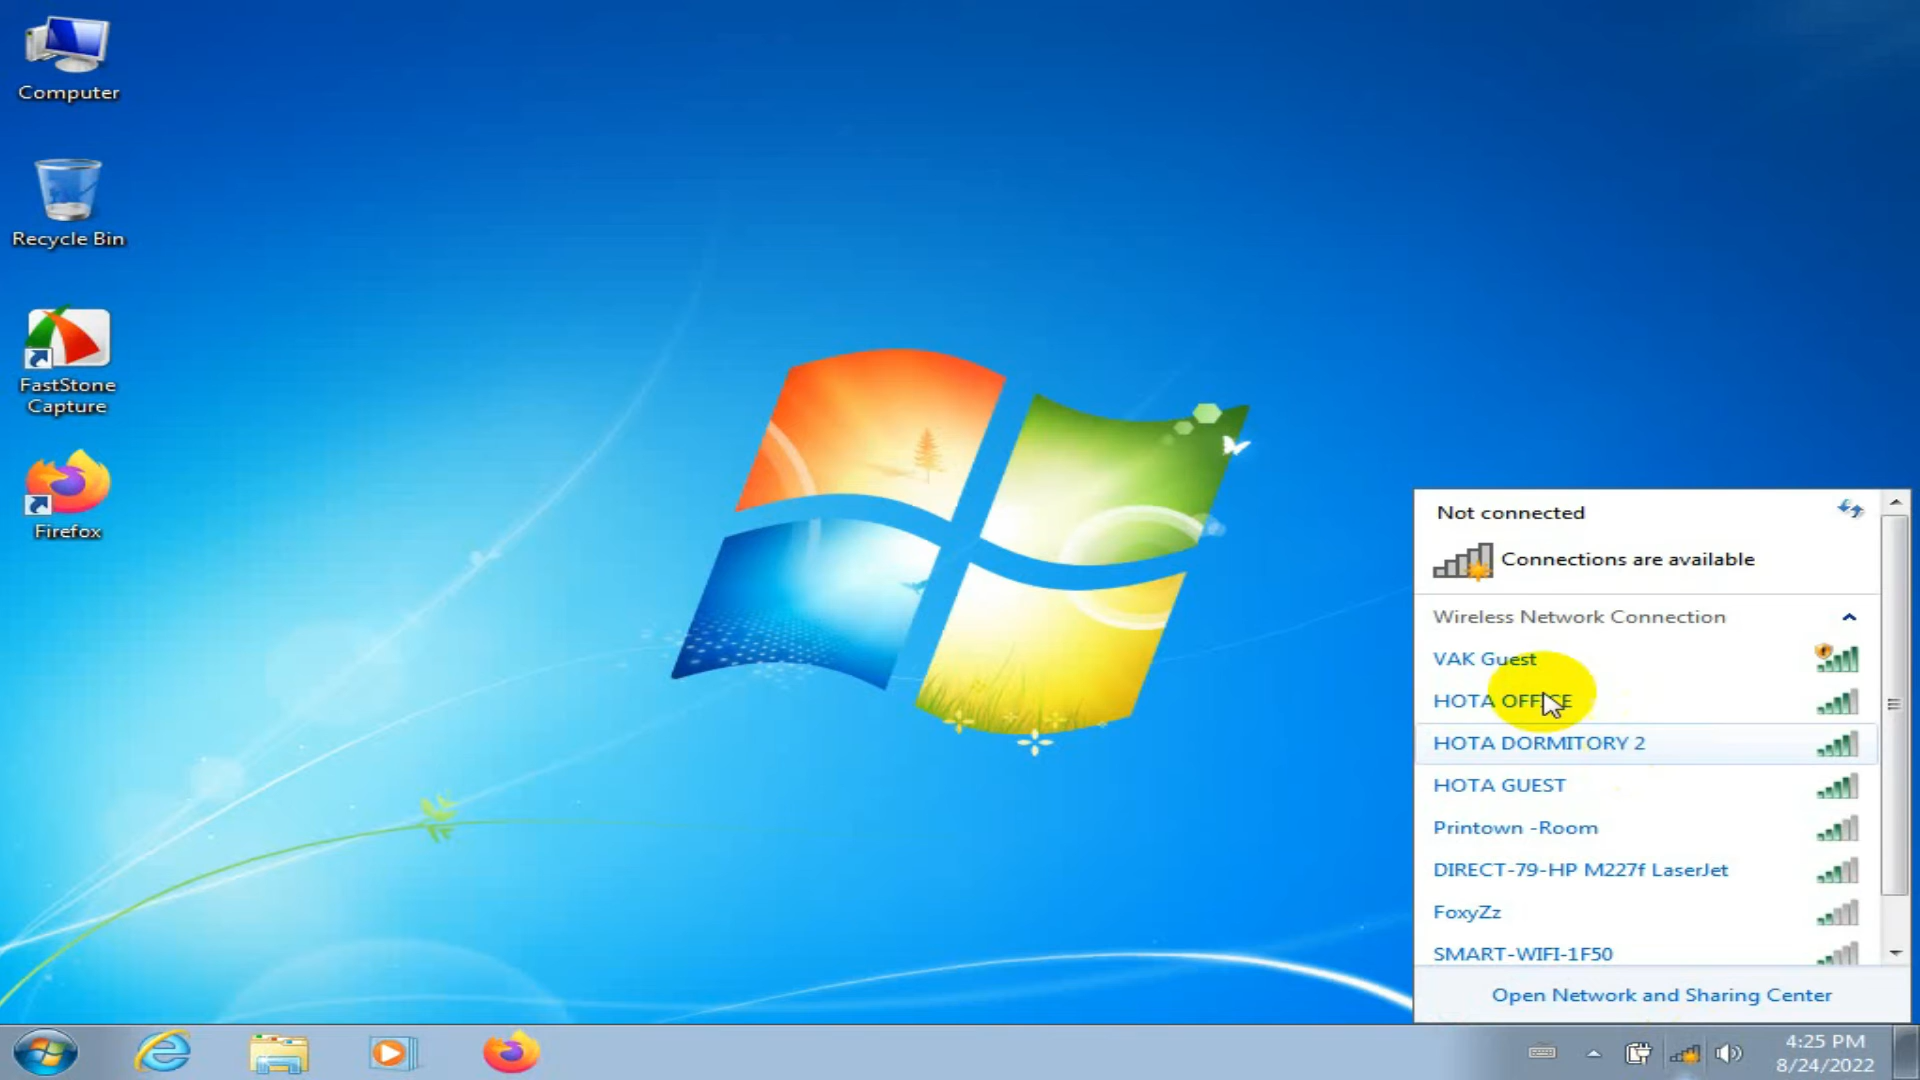 Computer
Recycle Bin
FastStone
Capture
Firefox
Not connected
Connections are available
Wireless Network Connection
VAK Guest
HOTA OFFICE
HOTA DORMITORY 2
HOTA GUEST
Printown -Room
DIRECT-79-HP M227f LaserJet
FoxyZz
SMART-WIFI-1F50
Open Network and Sharing Center
4:25 PM
8/24/2022